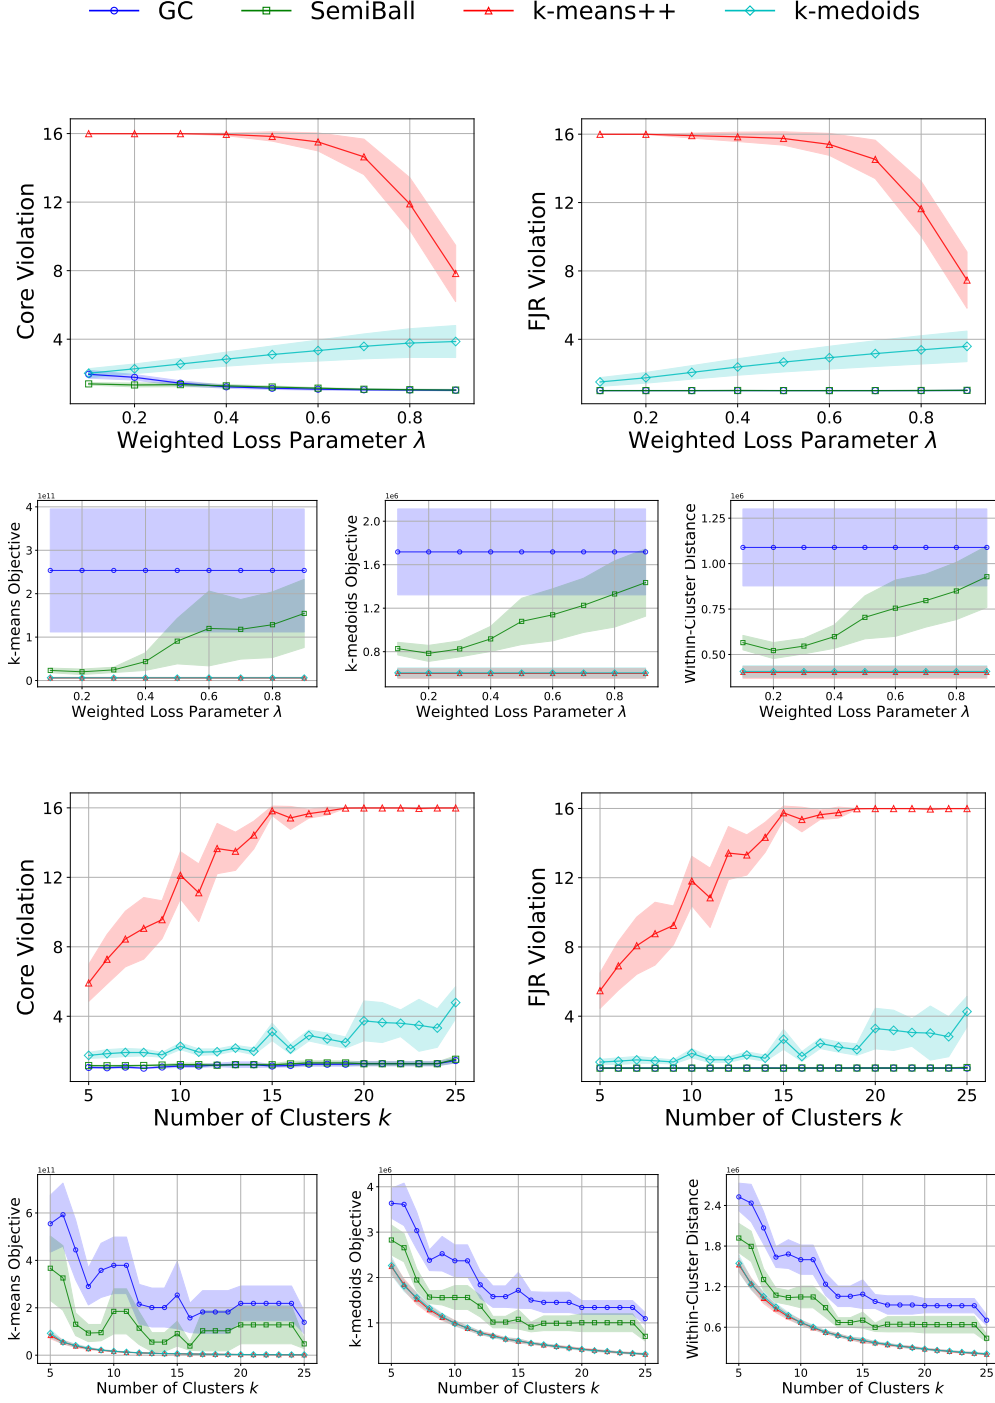 GC SemiBall k-means++ k-medoids
Core Violation
16
12
8
4
0.2 0.4 0.6 0.8
Weighted Loss Parameter λ
FJR Violation
16
12
8
4
0.2 0.4 0.6 0.8
Weighted Loss Parameter λ
1e11
k-means Objective
4
3
2
1
0
0.2 0.4 0.6 0.8
Weighted Loss Parameter λ
1e6
k-medoids Objective
2.0
1.6
1.2
0.8
0.2 0.4 0.6 0.8
Weighted Loss Parameter λ
1e6
Within-Cluster Distance
1.25
1.00
0.75
0.50
0.2 0.4 0.6 0.8
Weighted Loss Parameter λ
Core Violation
16
12
8
4
5 10 15 20 25
Number of Clusters k
FJR Violation
16
12
8
4
5 10 15 20 25
Number of Clusters k
1e11
k-means Objective
6
4
2
0
5 10 15 20 25
Number of Clusters k
1e6
k-medoids Objective
4
3
2
1
5 10 15 20 25
Number of Clusters k
1e6
Within-Cluster Distance
2.4
1.8
1.2
0.6
5 10 15 20 25
Number of Clusters k